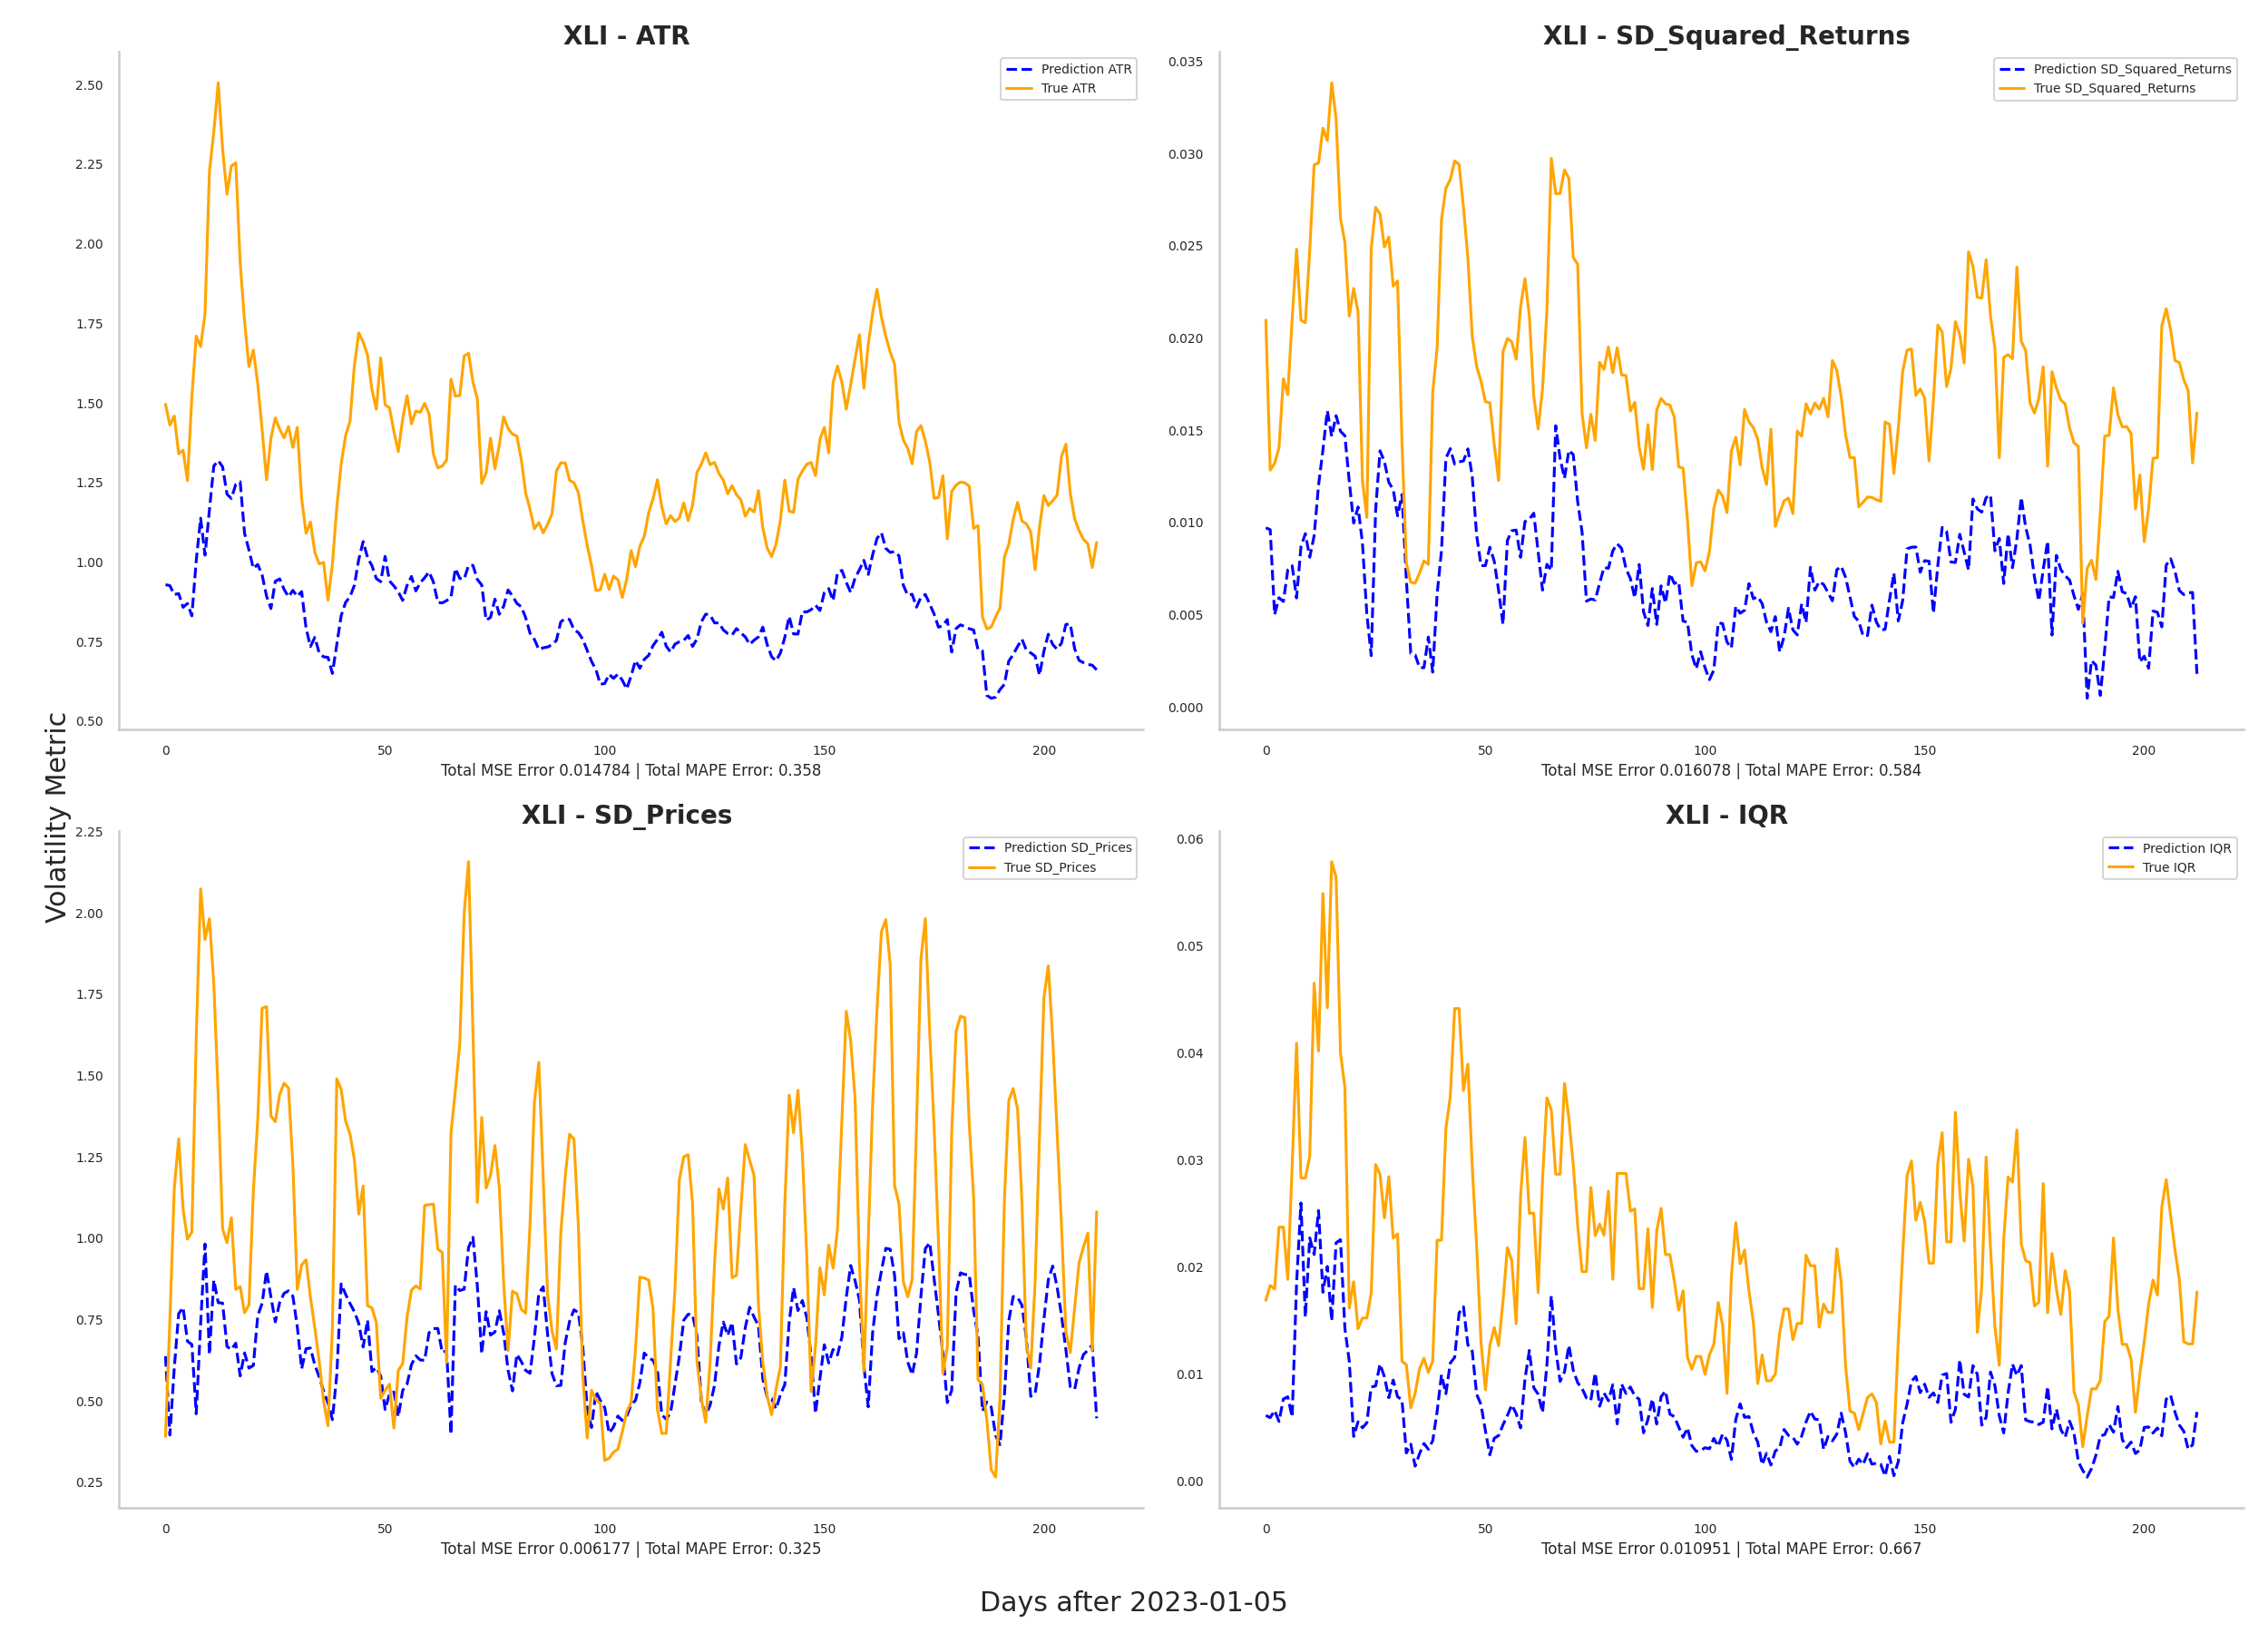 XLI - ATR
Prediction ATR
True ATR
2.50
2.25
2.00
1.75
1.50
1.25
1.00
0.75
0.50
0 50 100 150 200
Total MSE Error 0.014784 | Total MAPE Error: 0.358
XLI - SD_Squared_Returns
Prediction SD_Squared_Returns
True SD_Squared_Returns
0.035
0.030
0.025
0.020
0.015
0.010
0.005
0.000
0 50 100 150 200
Total MSE Error 0.016078 | Total MAPE Error: 0.584
Volatility Metric
XLI - SD_Prices
Prediction SD_Prices
True SD_Prices
2.25
2.00
1.75
1.50
1.25
1.00
0.75
0.50
0.25
0 50 100 150 200
Total MSE Error 0.006177 | Total MAPE Error: 0.325
XLI - IQR
Prediction IQR
True IQR
0.06
0.05
0.04
0.03
0.02
0.01
0.00
0 50 100 150 200
Total MSE Error 0.010951 | Total MAPE Error: 0.667
Days after 2023-01-05